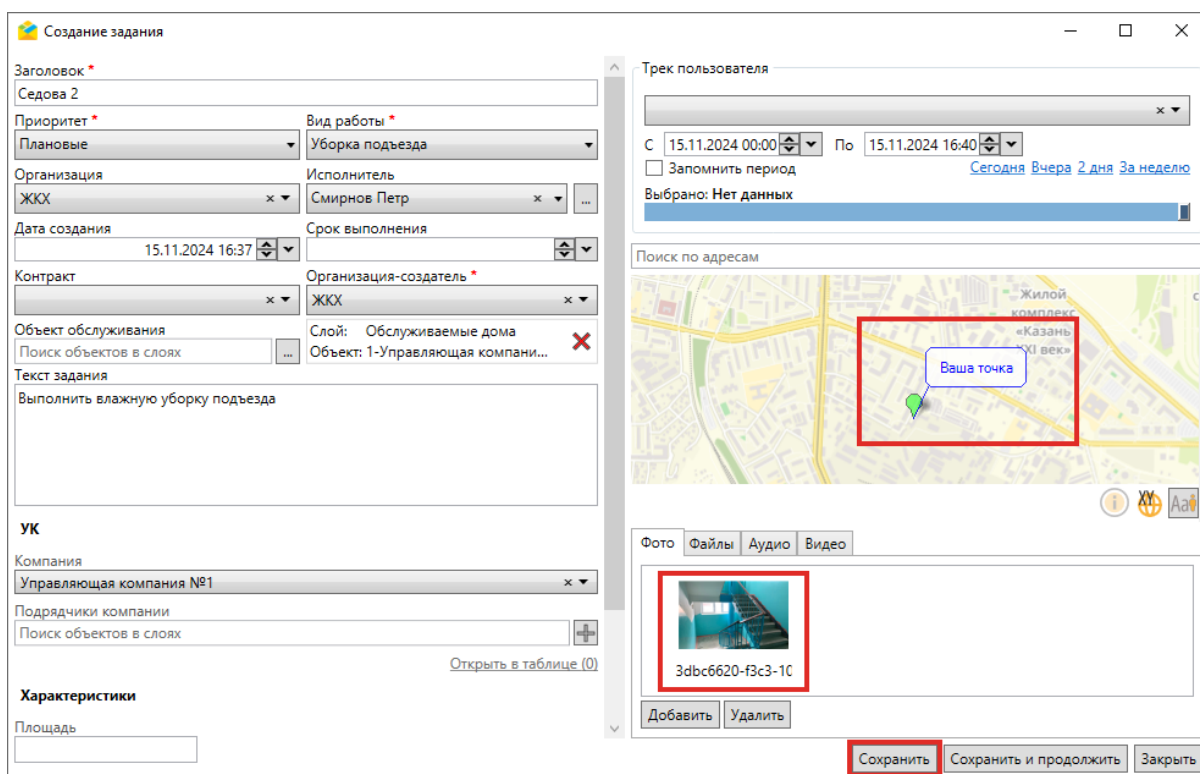 Создание задания
Заголовок *
Седова 2
Приоритет * Вид работы *
Плановые Уборка подъезда
Организация Исполнитель
ЖКХ Смирнов Петр ...
Дата создания Срок выполнения
15.11.2024 16:37
Контракт Организация-создатель *
ЖКХ
Объект обслуживания
Поиск объектов в слоях ...
Слой: Обслуживаемые дома
Объект: 1-Управляющая компани...
Текст задания
Выполнить влажную уборку подъезда
УК
Компания
Управляющая компания №1
Подрядчики компании
Поиск объектов в слоях
Открыть в таблице (0)
Характеристики
Площадь
Трек пользователя
С 15.11.2024 00:00 По 15.11.2024 16:40
Запомнить период Сегодня Вчера 2 дня За неделю
Выбрано: Нет данных
Поиск по адресам
Жилой
комплекс
«Казань
XXI век»
Ваша точка
XY Aa
Фото Файлы Аудио Видео
3dbc6620-f3c3-10
Добавить Удалить
Сохранить Сохранить и продолжить Закрыть